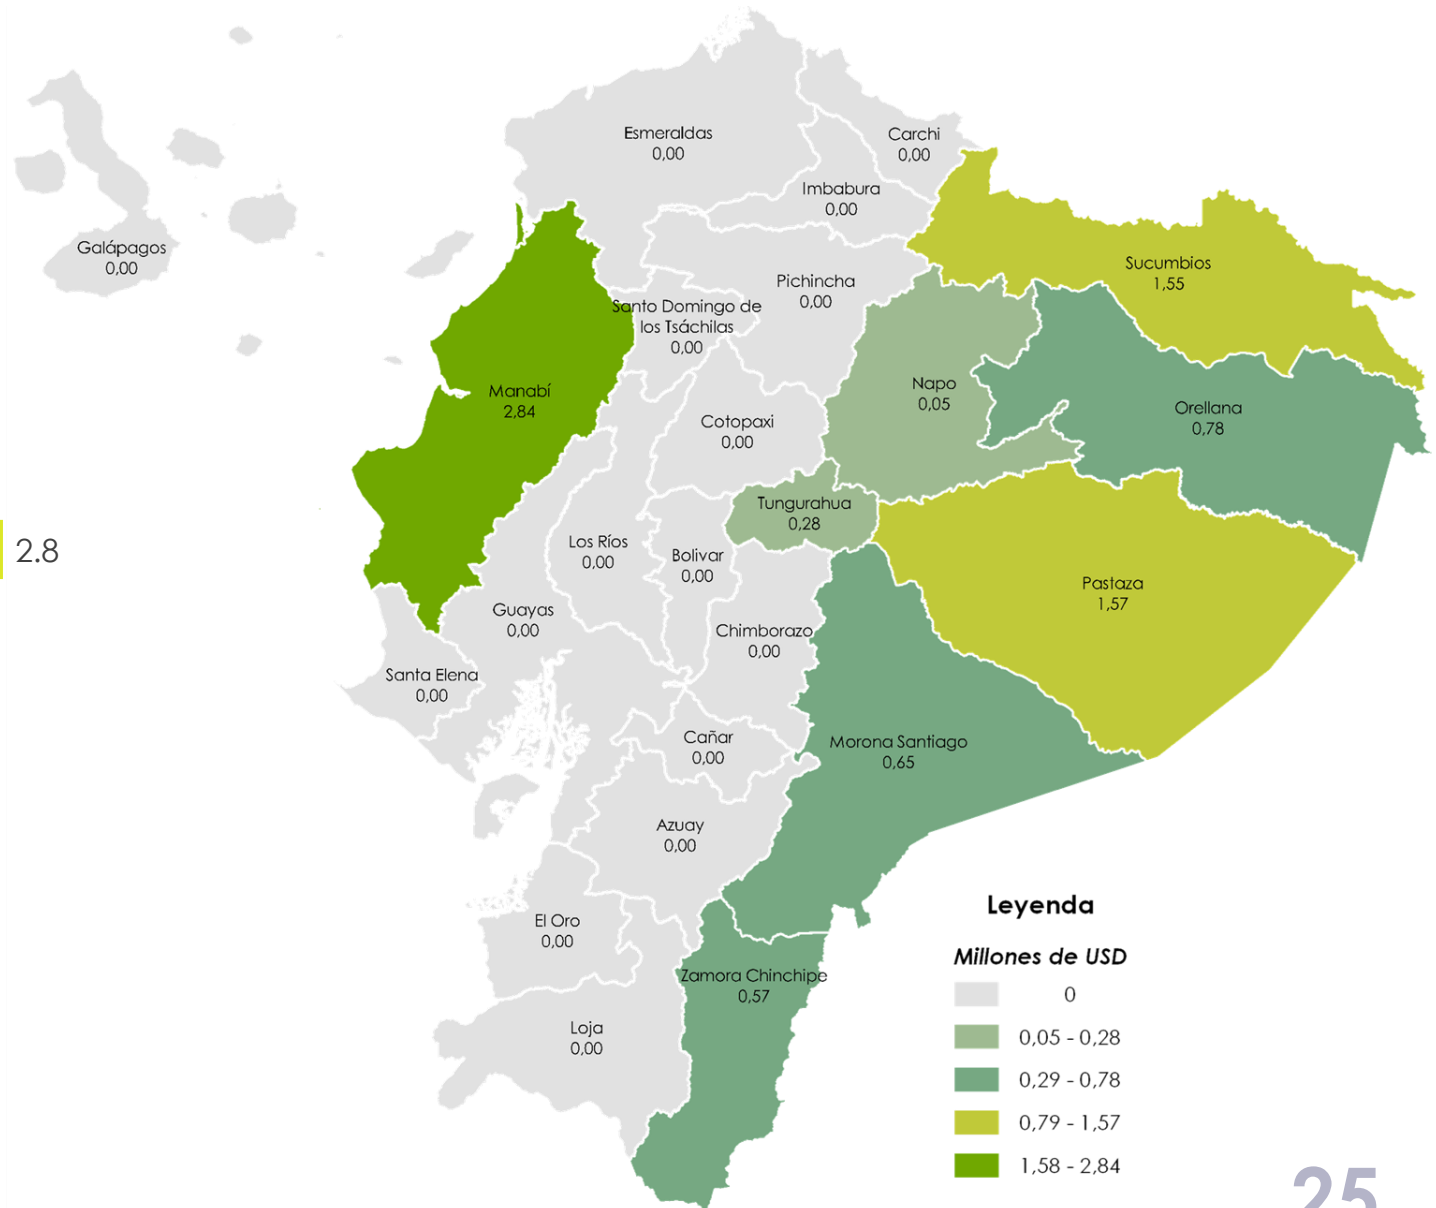 Esmeraldas
0,00
Carchi
0,00
Imbabura
0,00
Galápagos
0,00
Sucumbios
1,55
Pichincha
0,00
Santo Domingo de
los Tsáchilas
0,00
Manabí
2,84
Napo
0,05
Orellana
0,78
Cotopaxi
0,00
Tungurahua
0,28
2.8
Los Ríos
0,00
Bolivar
0,00
Pastaza
1,57
Guayas
0,00
Chimborazo
0,00
Santa Elena
0,00
Cañar
0,00
Morona Santiago
0,65
Azuay
0,00
El Oro
0,00
Zamora Chinchipe
0,57
Loja
0,00
Leyenda
Millones de USD
0
0,05 - 0,28
0,29 - 0,78
0,79 - 1,57
1,58 - 2,84
25